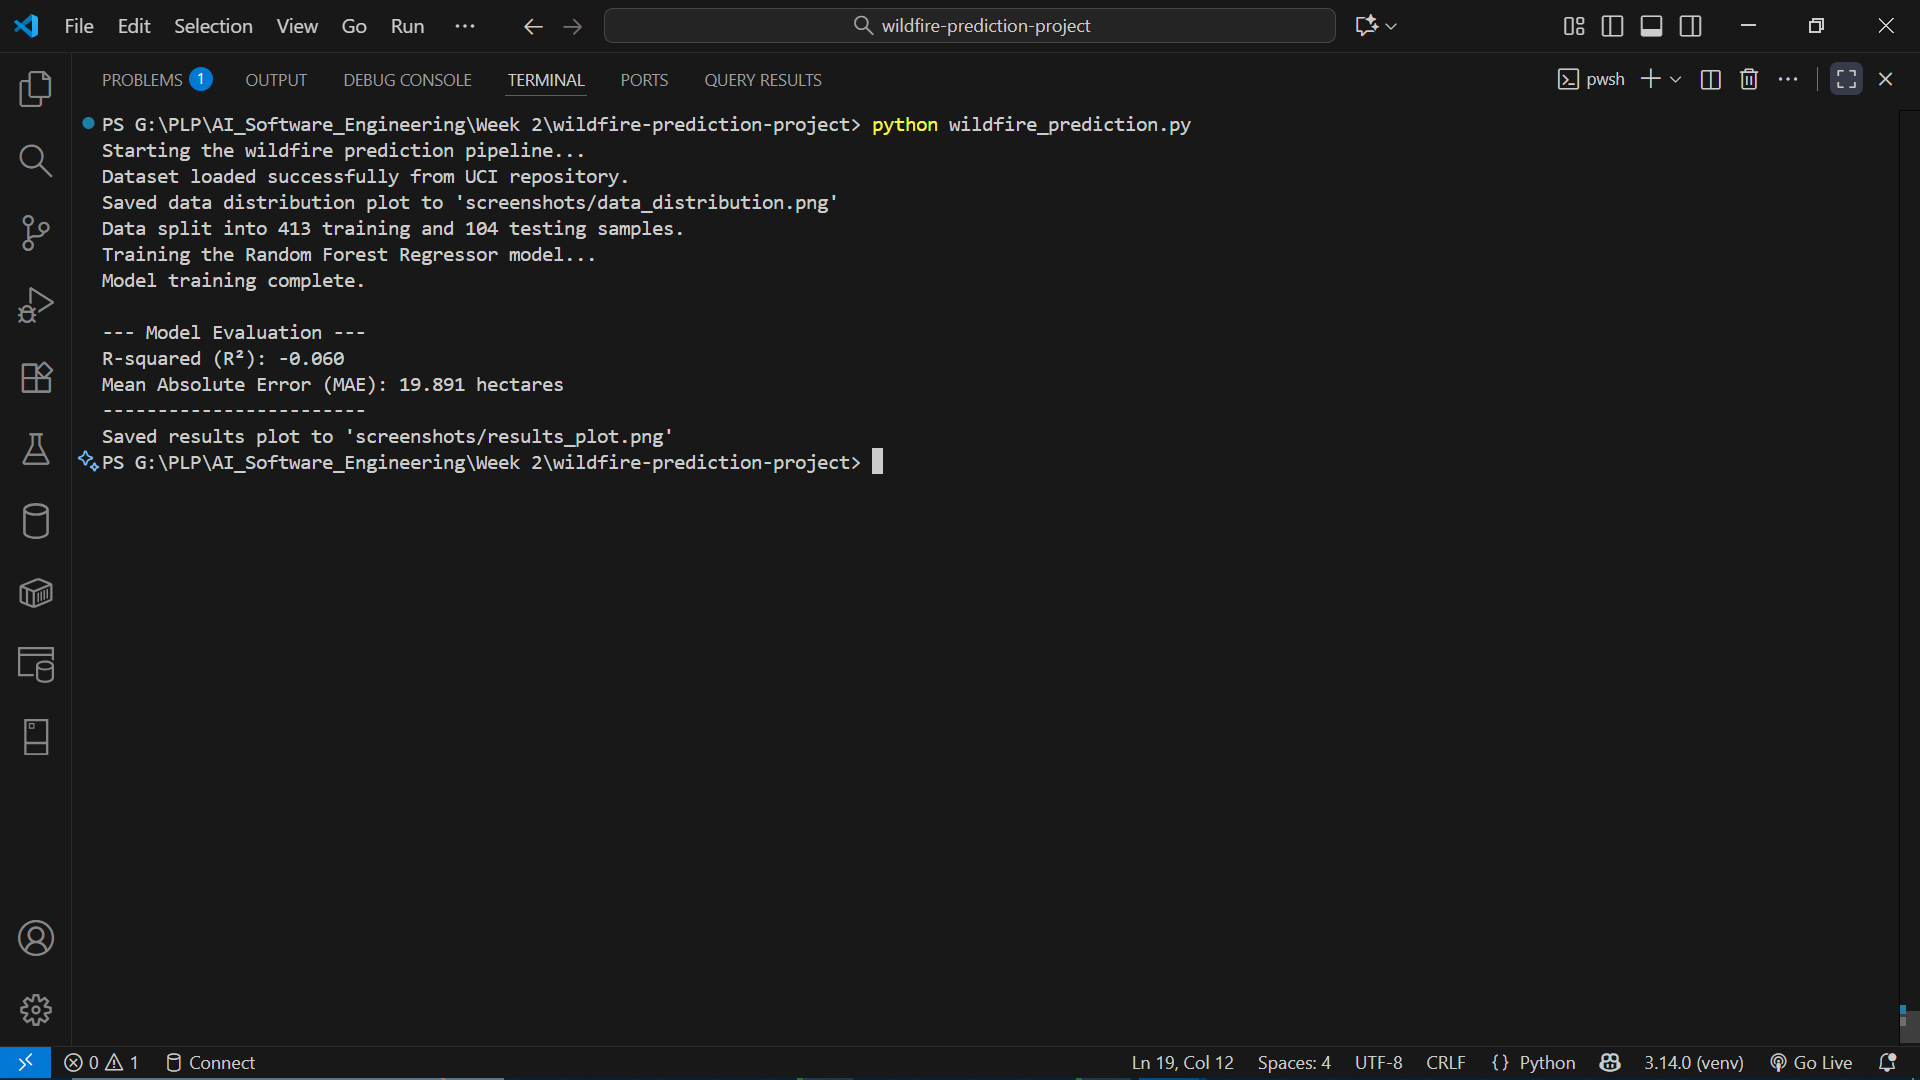 File Edit Selection View Go Run ··· wildfire-prediction-project
PROBLEMS 1 OUTPUT DEBUG CONSOLE TERMINAL PORTS QUERY RESULTS pwsh
PS G:\PLP\AI_Software_Engineering\Week 2\wildfire-prediction-project> python wildfire_prediction.py
Starting the wildfire prediction pipeline...
Dataset loaded successfully from UCI repository.
Saved data distribution plot to 'screenshots/data_distribution.png'
Data split into 413 training and 104 testing samples.
Training the Random Forest Regressor model...
Model training complete.
--- Model Evaluation ---
R-squared (R²): -0.060
Mean Absolute Error (MAE): 19.891 hectares
------------------------
Saved results plot to 'screenshots/results_plot.png'
PS G:\PLP\AI_Software_Engineering\Week 2\wildfire-prediction-project>
0 1 Connect Ln 19, Col 12 Spaces: 4 UTF-8 CRLF {} Python 3.14.0 (venv) Go Live